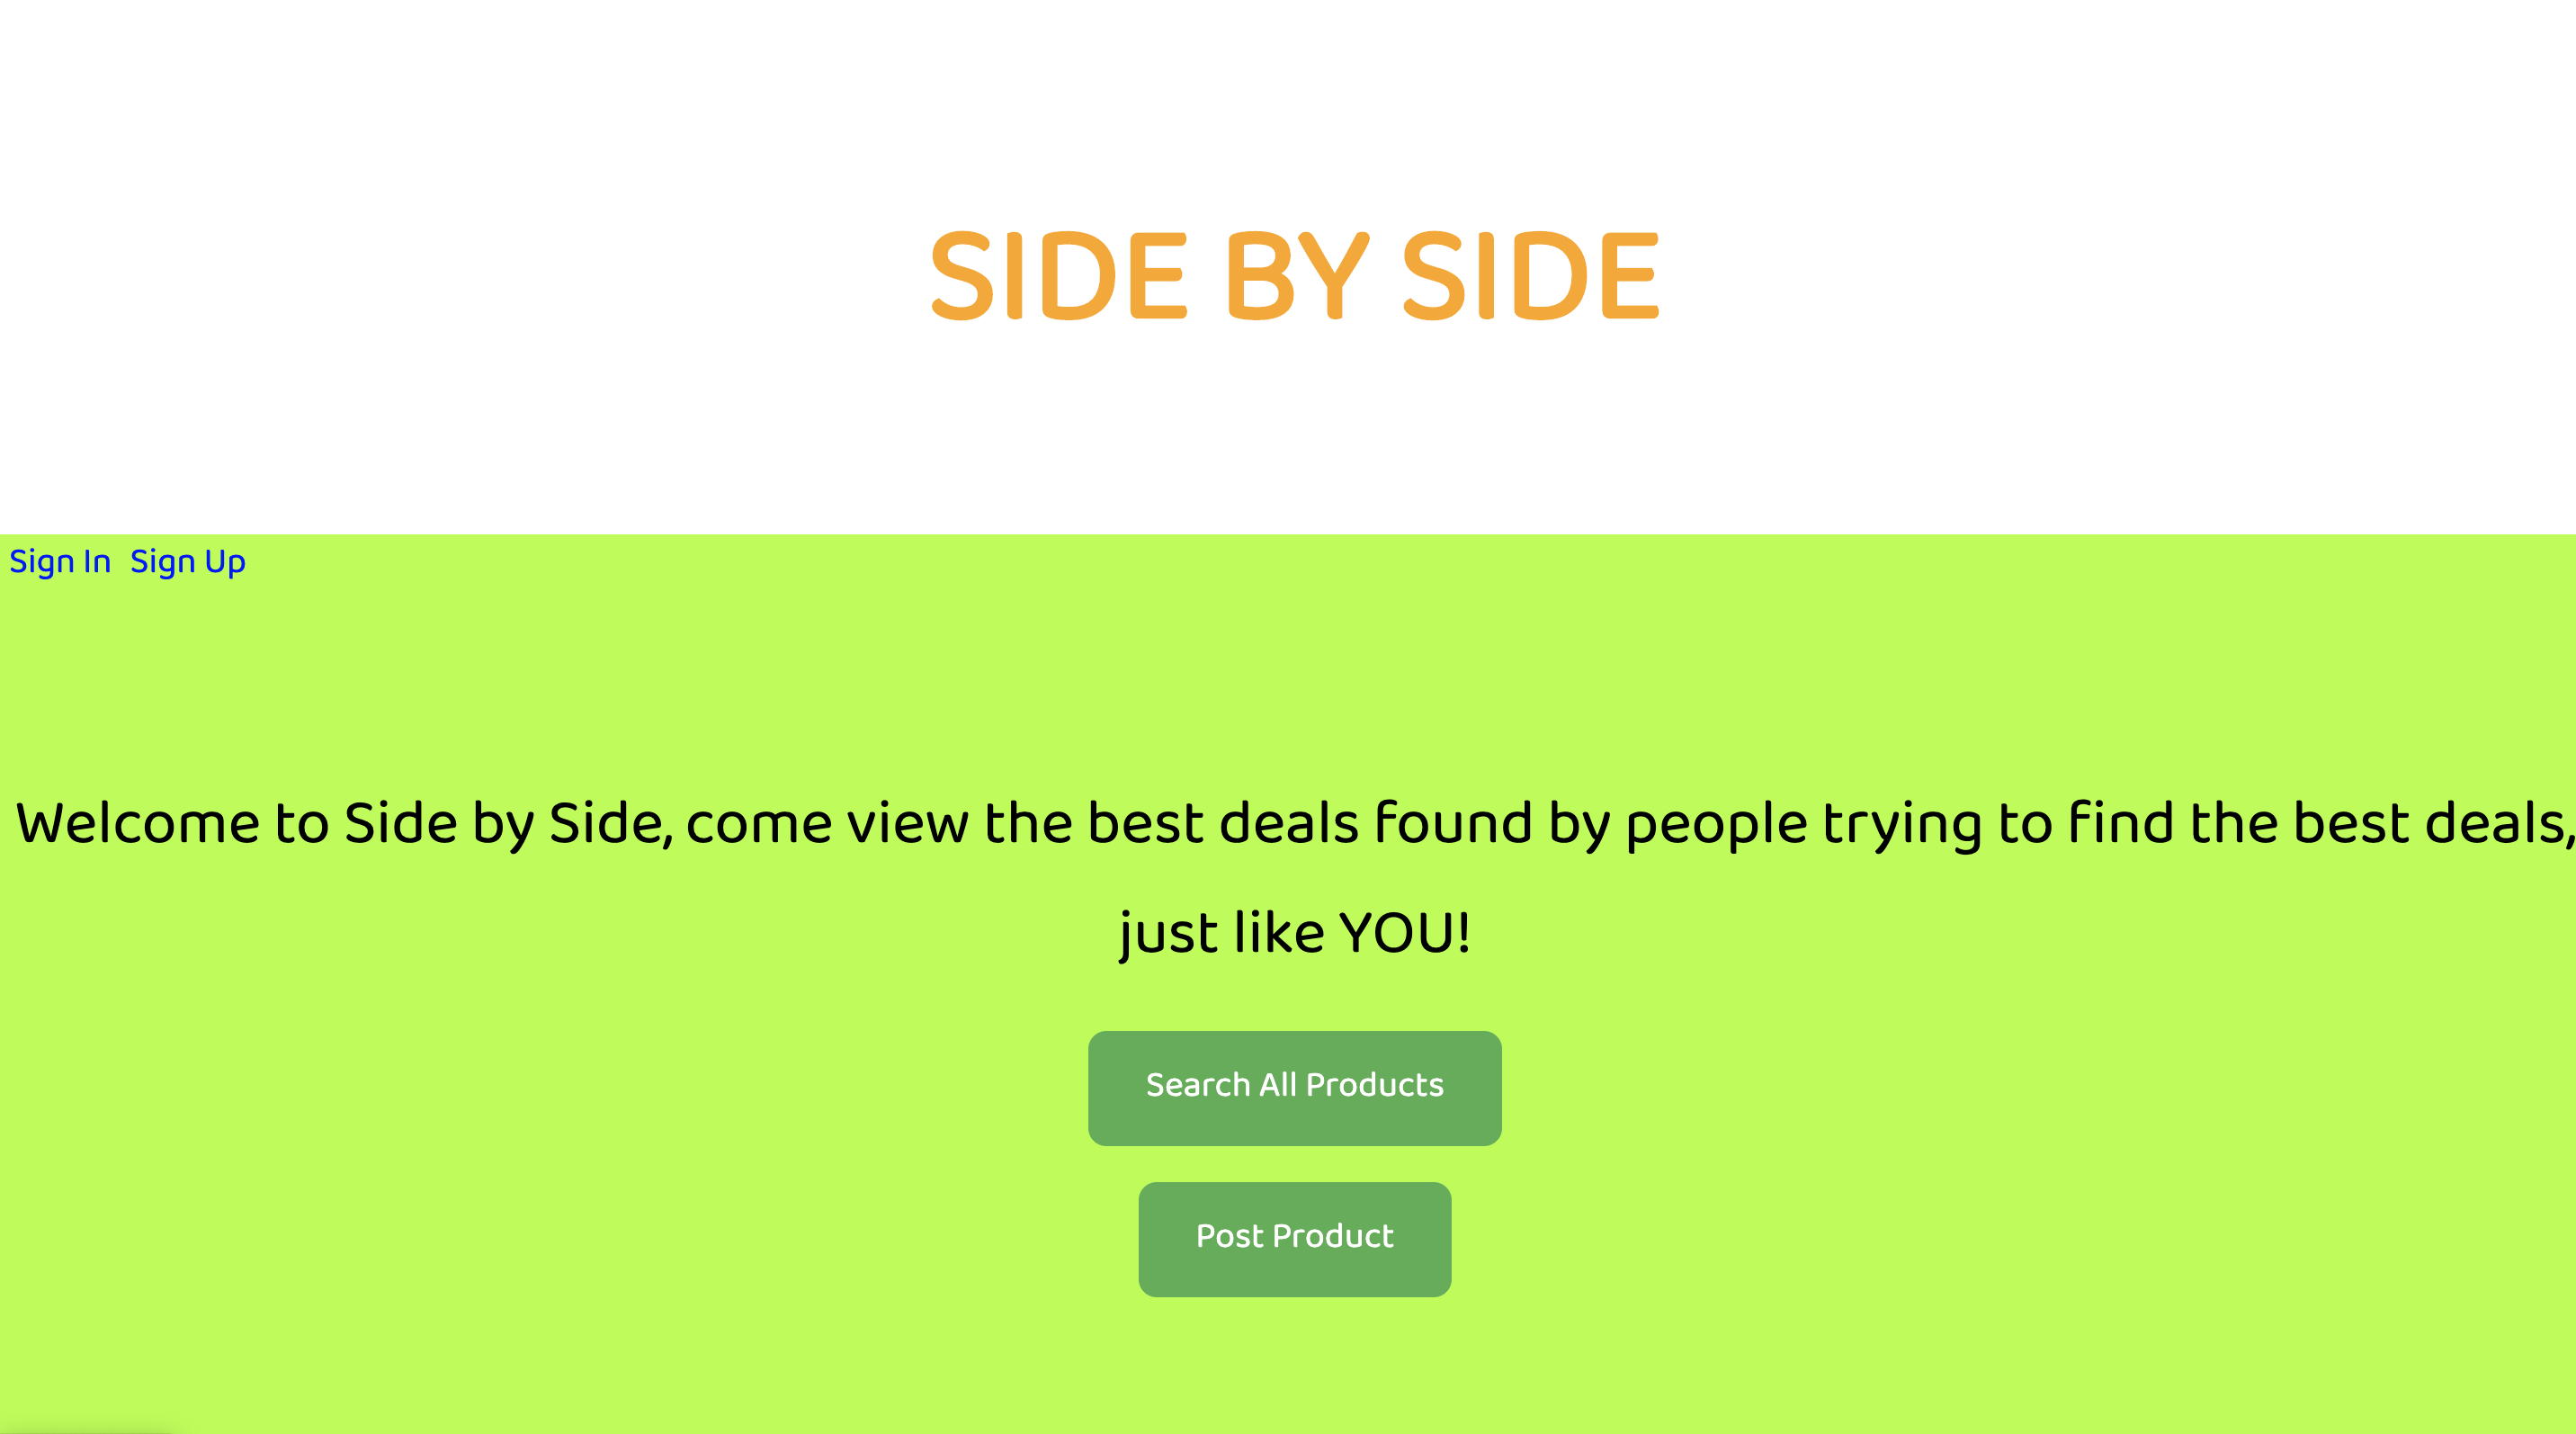 SIDE BY SIDE
Sign In Sign Up
Welcome to Side by Side, come view the best deals found by people trying to find the best deals,
just like YOU!
Search All Products
Post Product